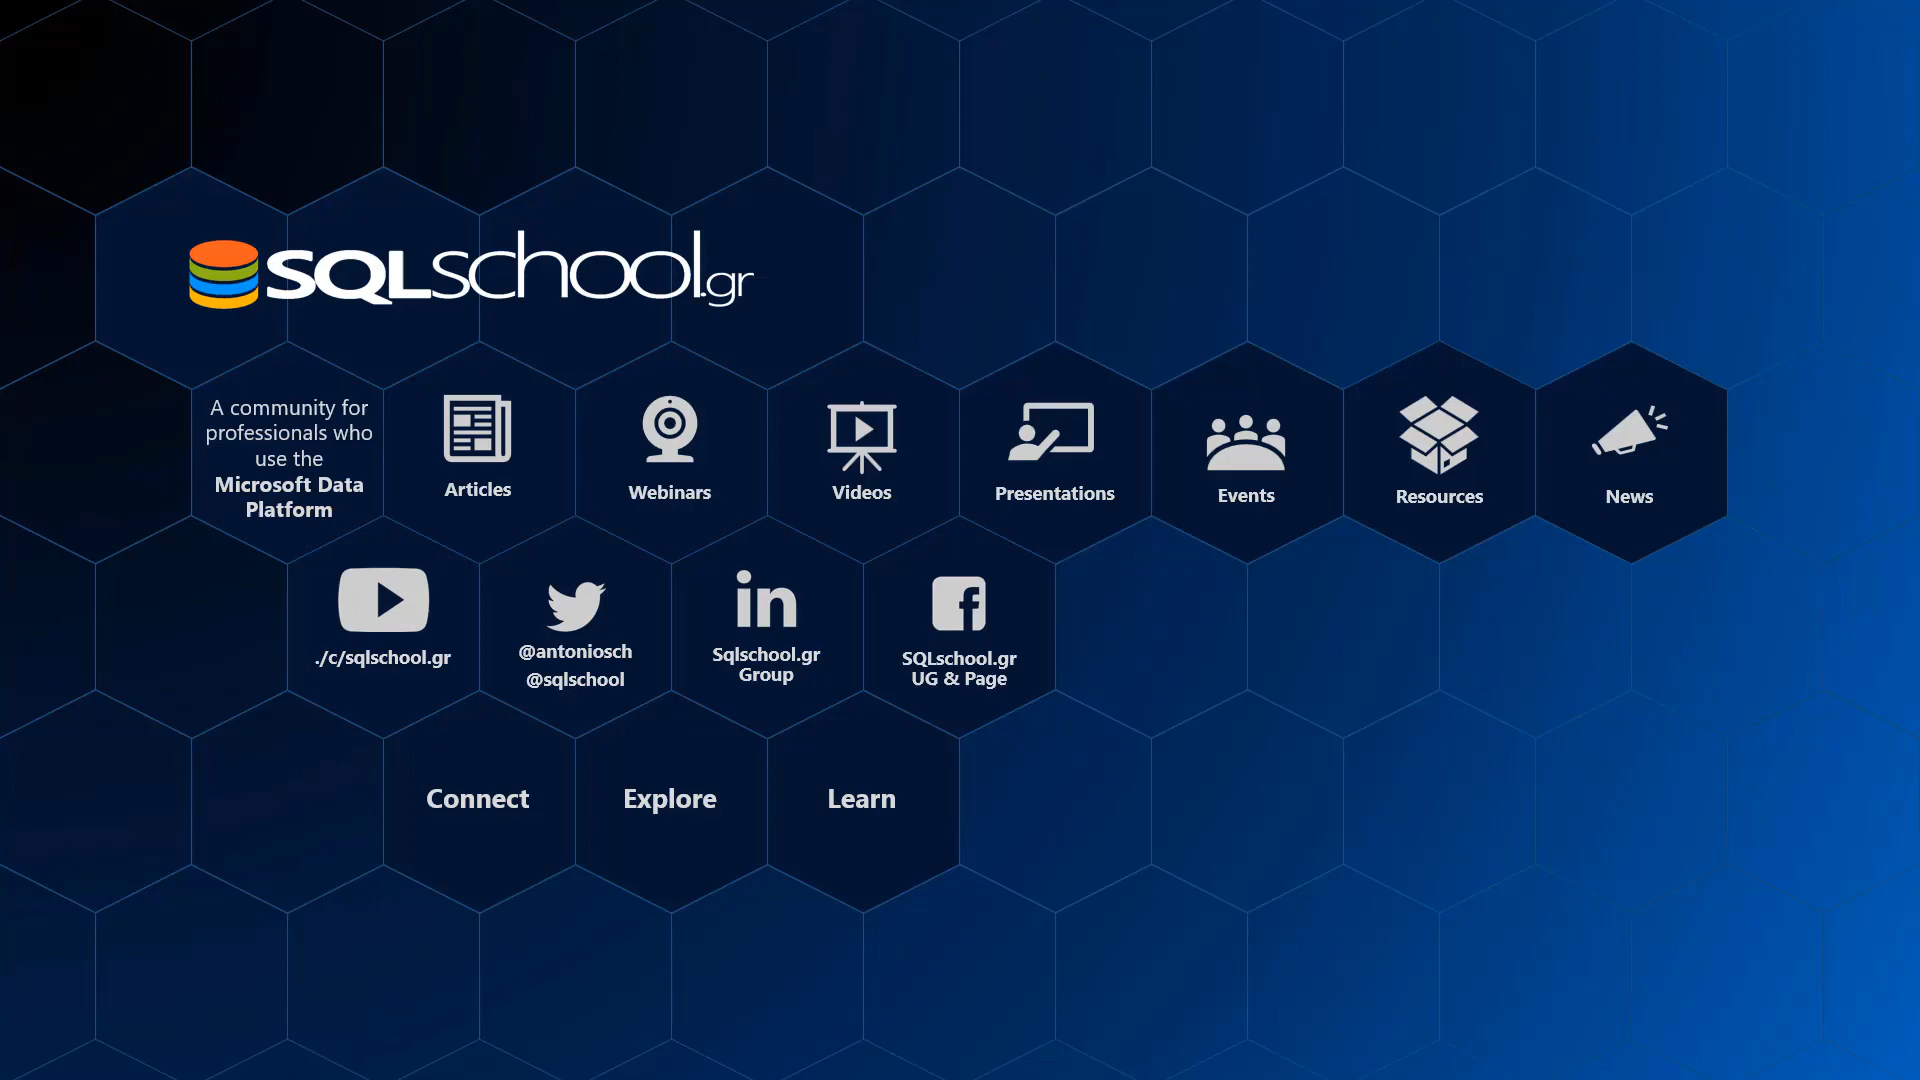 SQLschool.gr
A community for
professionals who
use the
Microsoft Data
Platform
Articles
Webinars
Videos
Presentations
Events
Resources
News
./c/sqlschool.gr
@antoniosch
@sqlschool
in
Sqlschool.gr
Group
f
SQLschool.gr
UG & Page
Connect
Explore
Learn